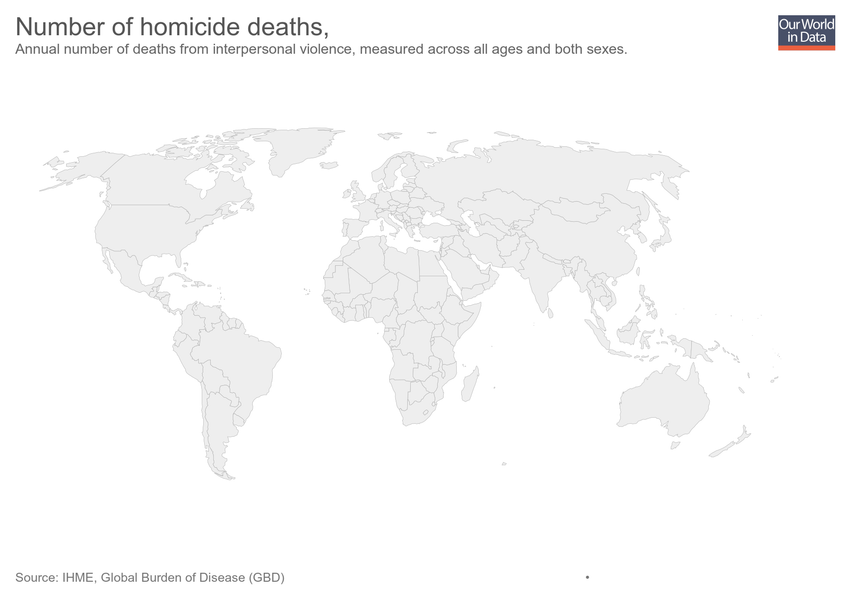 Number of homicide deaths,
Annual number of deaths from interpersonal violence, measured across all ages and both sexes.
Our World
in Data
Source: IHME, Global Burden of Disease (GBD)
•